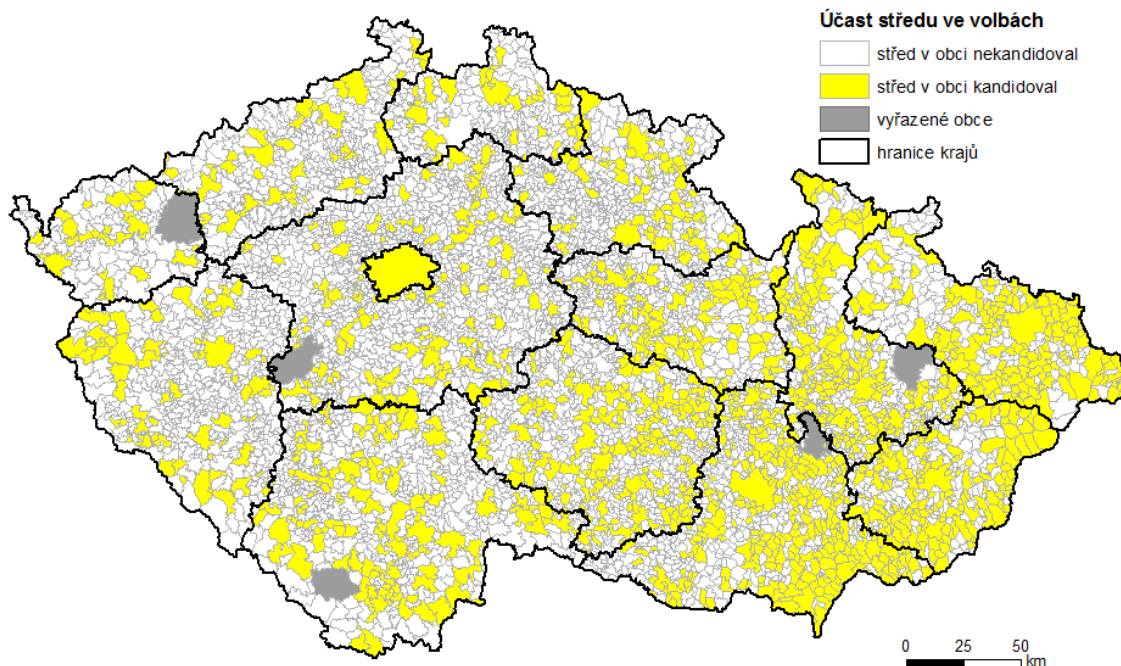 Účast středu ve volbách
střed v obci nekandidoval
střed v obci kandidoval
vyřazené obce
hranice krajů
0 25 50
km